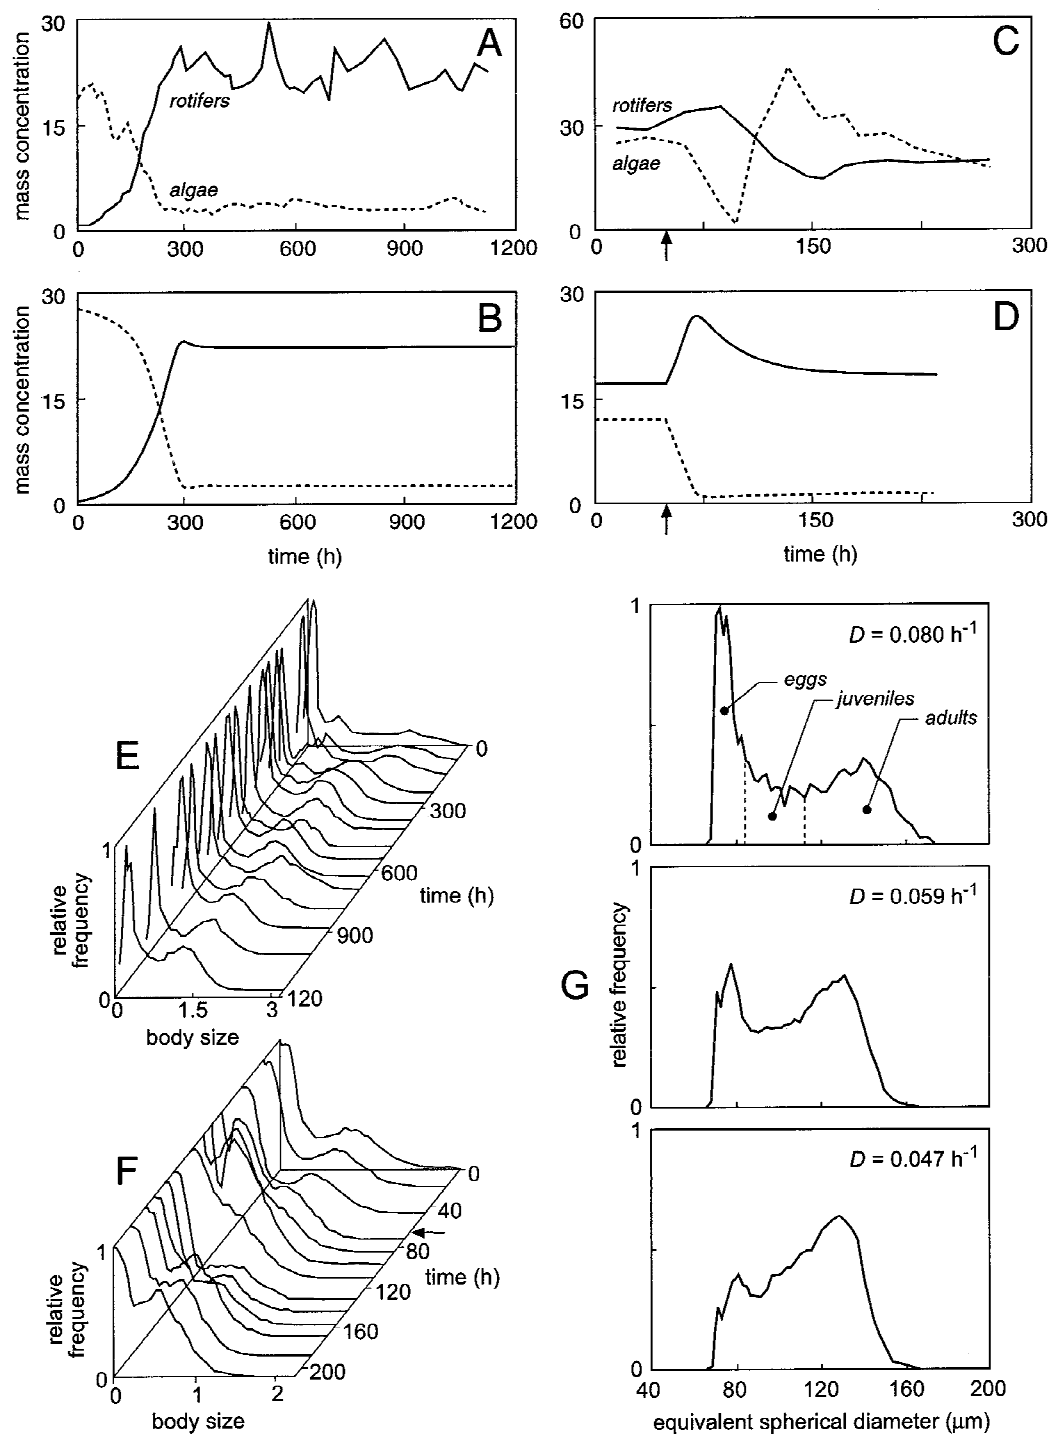 A
30
15
0
mass concentration
rotifers
algae
0
300
600
900
1200
C
60
30
0
rotifers
algae
0
150
300
B
30
15
0
mass concentration
0
300
600
900
1200
time (h)
D
30
15
0
0
150
300
time (h)
E
1
0
relative
frequency
0
1.5
3
body size
0
300
600
900
120
time (h)
F
1
0
relative
frequency
0
1
2
body size
0
40
80
120
160
200
time (h)
G
1
0
D = 0.080 h-1
eggs
juveniles
adults
1
0
D = 0.059 h-1
relative frequency
1
0
D = 0.047 h-1
40
80
120
160
200
equivalent spherical diameter (µm)